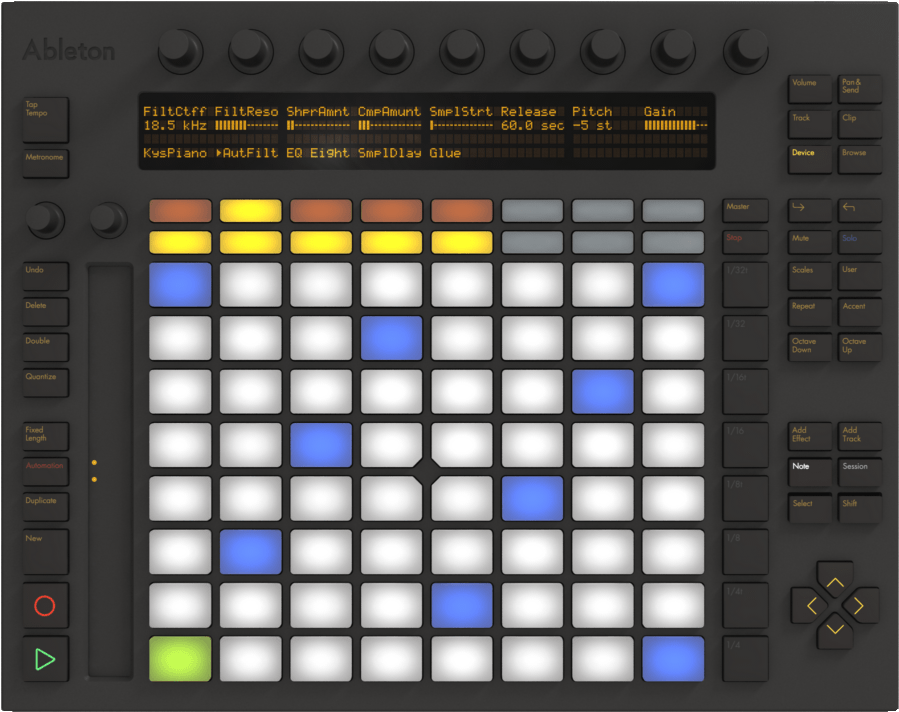 Ableton
FiltCtff FiltReso ShprAmnt CmpAmunt SmplStrt Release Pitch Gain
18.5 kHz 60.0 sec -5 st
KysPiano ▸AutFilt EQ Eight SmplDlay Glue
Tap
Tempo
Metronome
Undo
Delete
Double
Quantize
Fixed
Length
Automation
Duplicate
New
Master
Stop
1/32t
1/32
1/16t
1/16
1/8t
1/8
1/4t
1/4
Volume
Pan &
Send
Track
Clip
Device
Browse
Mute
Solo
Scales
User
Repeat
Accent
Octave
Down
Octave
Up
Add
Effect
Add
Track
Note
Session
Select
Shift